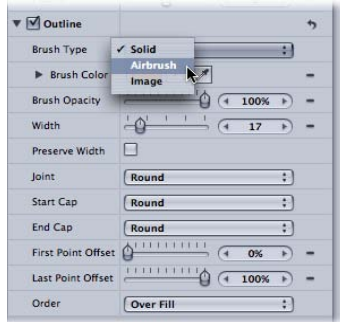 Outline
Brush Type ✓ Solid
Airbrush
Brush Color Image
Brush Opacity 100%
Width 17
Preserve Width
Joint Round
Start Cap Round
End Cap Round
First Point Offset 0%
Last Point Offset 100%
Order Over Fill